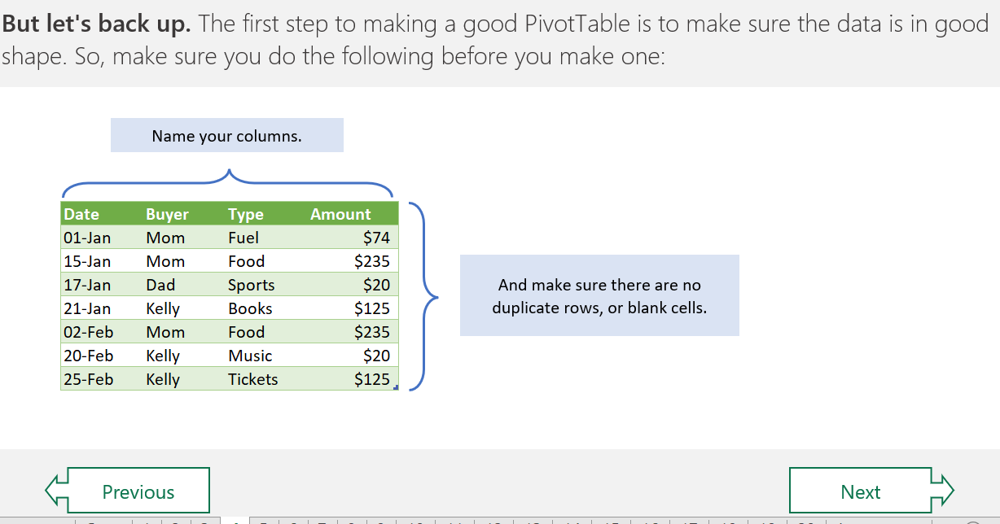 But let's back up. The first step to making a good PivotTable is to make sure the data is in good
shape. So, make sure you do the following before you make one:
Name your columns.
Date Buyer Type Amount
01-Jan Mom Fuel $74
15-Jan Mom Food $235
17-Jan Dad Sports $20
21-Jan Kelly Books $125
02-Feb Mom Food $235
20-Feb Kelly Music $20
25-Feb Kelly Tickets $125
And make sure there are no
duplicate rows, or blank cells.
Previous
Next